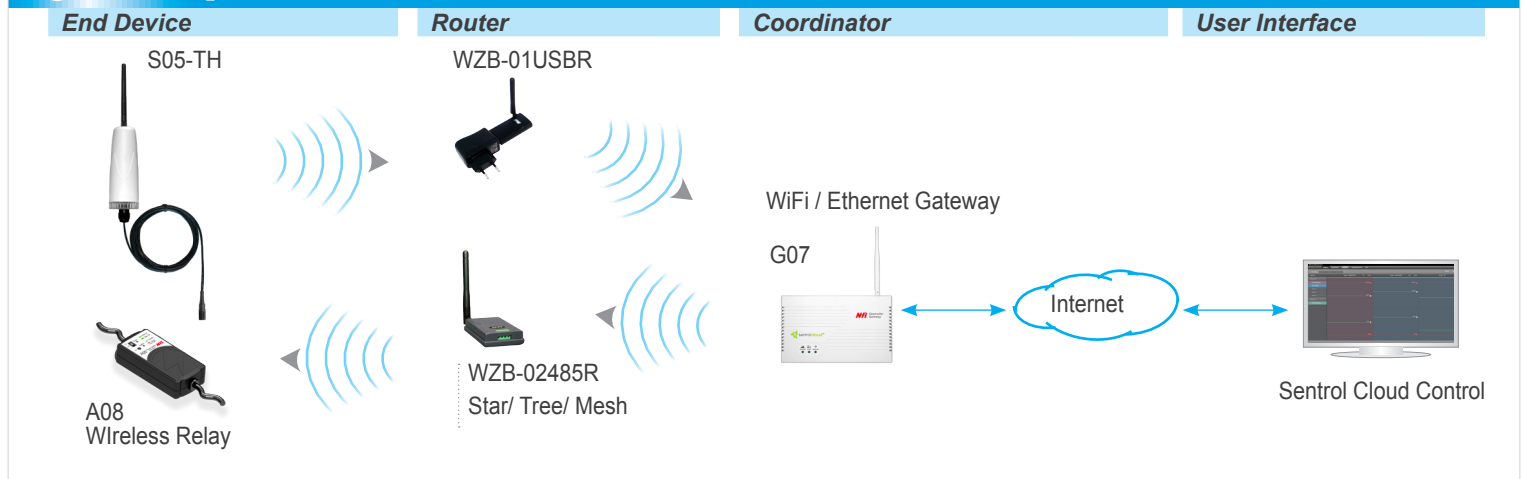 End Device
Router
Coordinator
User Interface
S05-TH
WZB-01USBR
WiFi / Ethernet Gateway
G07
Internet
WZB-02485R
Star/ Tree/ Mesh
Sentrol Cloud Control
A08
WIreless Relay